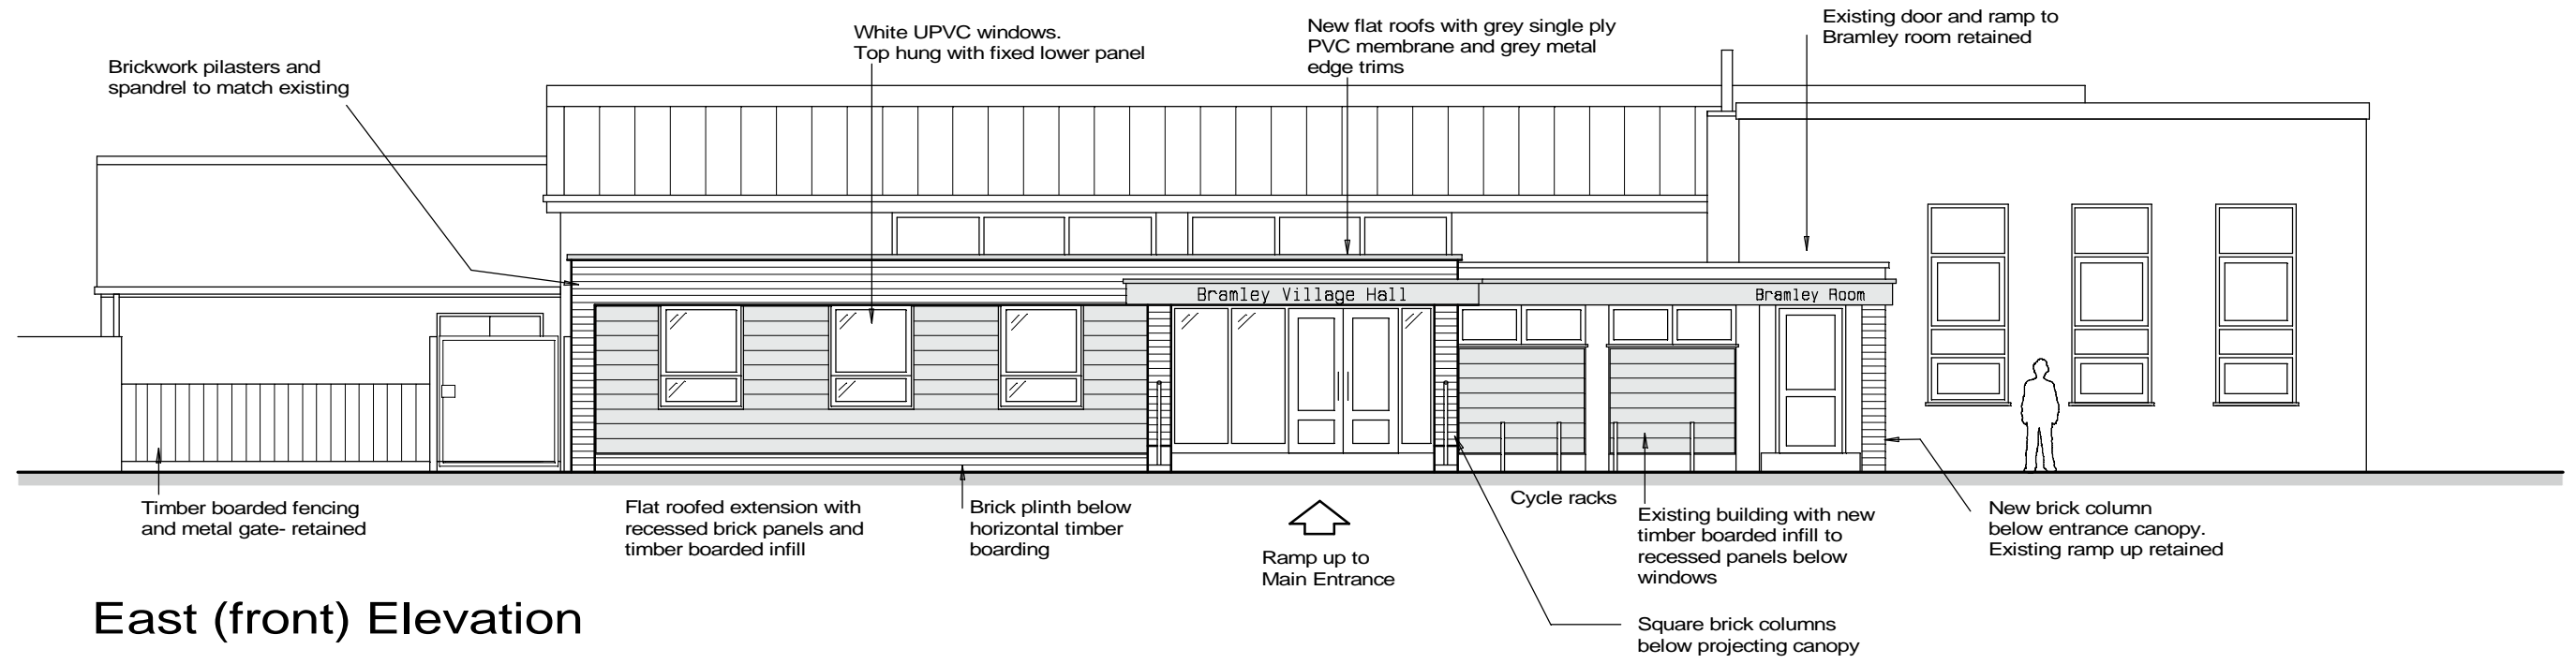 Existing door and ramp to
Bramley room retained
New flat roofs with grey single ply
PVC membrane and grey metal
edge trims
White UPVC windows.
Top hung with fixed lower panel
Brickwork pilasters and
spandrel to match existing
Bramley Village Hall
Bramley Room
Timber boarded fencing
and metal gate- retained
Flat roofed extension with
recessed brick panels and
timber boarded infill
Brick plinth below
horizontal timber
boarding
Ramp up to
Main Entrance
Cycle racks
Existing building with new
timber boarded infill to
recessed panels below
windows
New brick column
below entrance canopy.
Existing ramp up retained
Square brick columns
below projecting canopy
East (front) Elevation